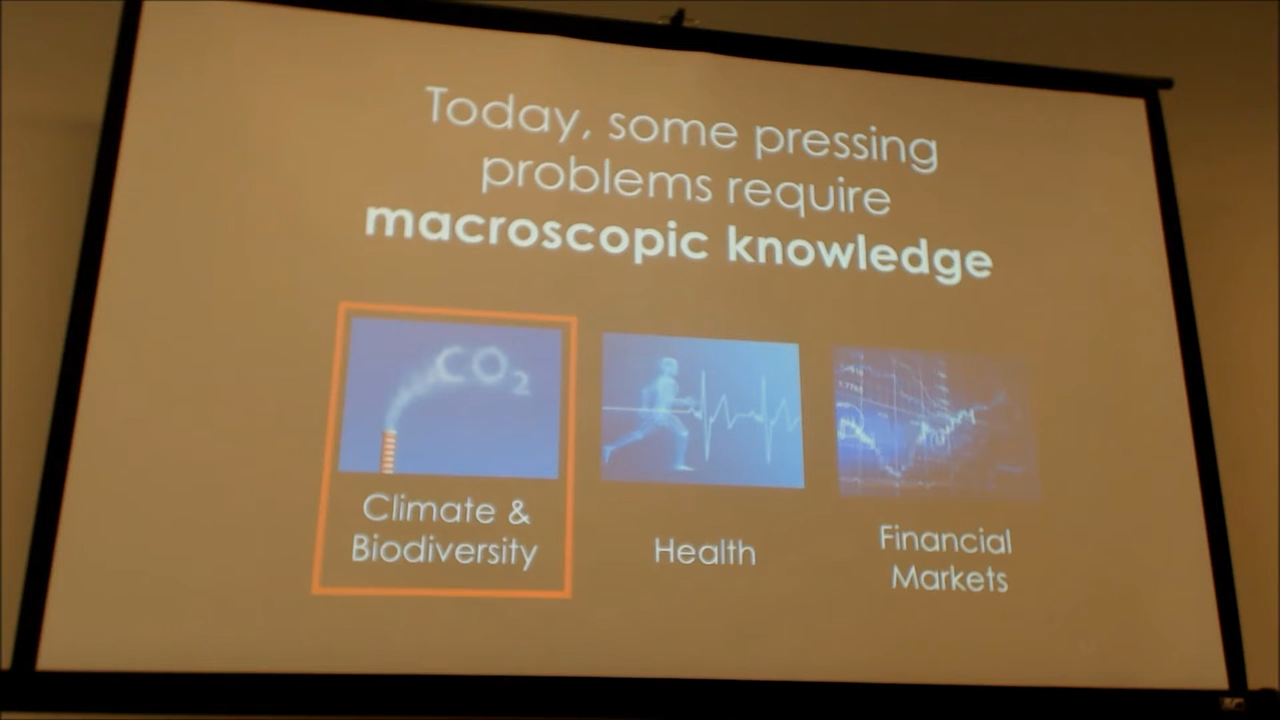 Today, some pressing
problems require
macroscopic knowledge
CO₂
Climate &
Biodiversity
Health
Financial
Markets